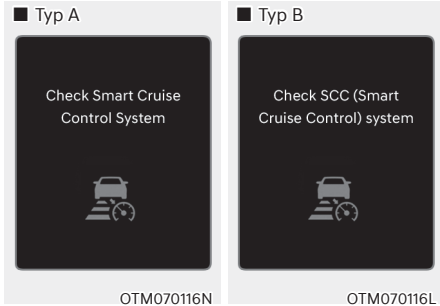 ■ Typ A
Check Smart Cruise
Control System
OTM070116N
■ Typ B
Check SCC (Smart
Cruise Control) system
OTM070116L